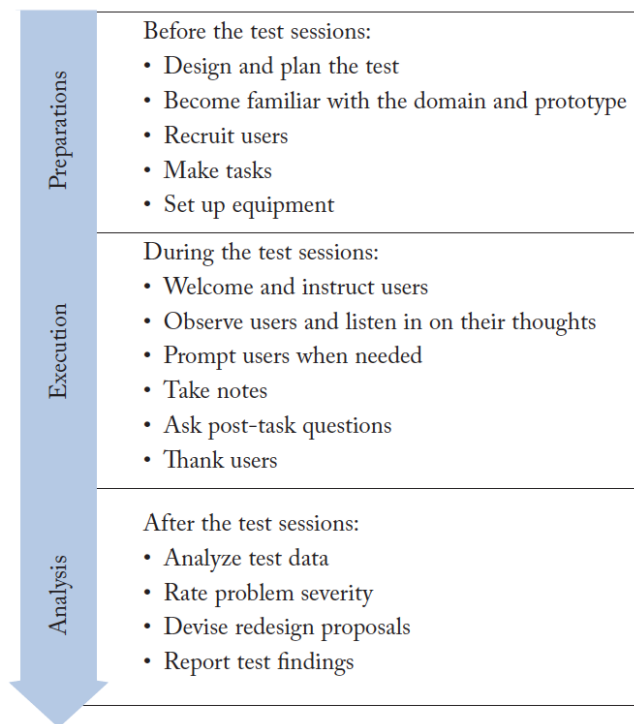 Preparations
Before the test sessions:
• Design and plan the test
• Become familiar with the domain and prototype
• Recruit users
• Make tasks
• Set up equipment
Execution
During the test sessions:
• Welcome and instruct users
• Observe users and listen in on their thoughts
• Prompt users when needed
• Take notes
• Ask post-task questions
• Thank users
Analysis
After the test sessions:
• Analyze test data
• Rate problem severity
• Devise redesign proposals
• Report test findings